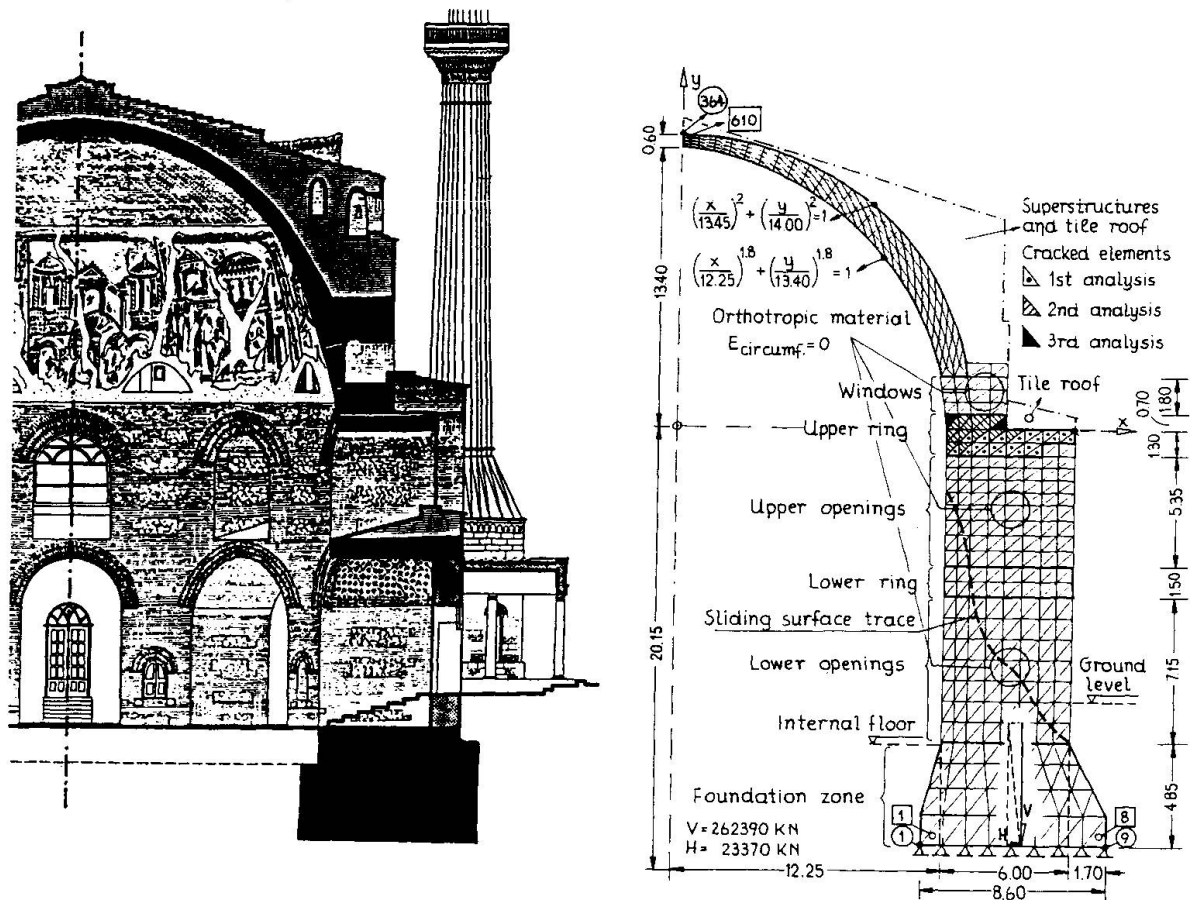 y
364
610
0.60
(x/13.45)² + (y/14.00)² = 1
(x/12.25)^1.8 + (y/13.40)^1.8 = 1
Superstructures
and tile roof
Cracked elements
1st analysis
2nd analysis
3rd analysis
13.40
Orthotropic material
E circumf. = 0
Windows
Tile roof
0.70
1.80
x
Upper ring
1.30
Upper openings
5.35
Lower ring
1.50
Sliding surface trace
20.15
Lower openings
Ground
level
7.15
Internal floor
Foundation zone
4.85
V = 262390 KN
H = 23370 KN
1
1
H
V
8
9
12.25
6.00
1.70
8.60